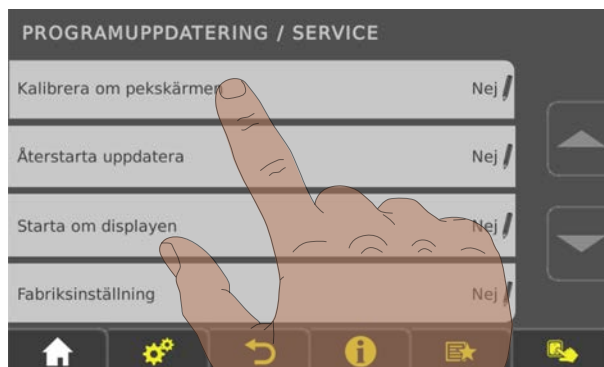 PROGRAMUPPDATERING / SERVICE
Kalibrera om pekskärmen Nej
Återstarta uppdatera Nej
Starta om displayen Nej
Fabriksinställning Nej